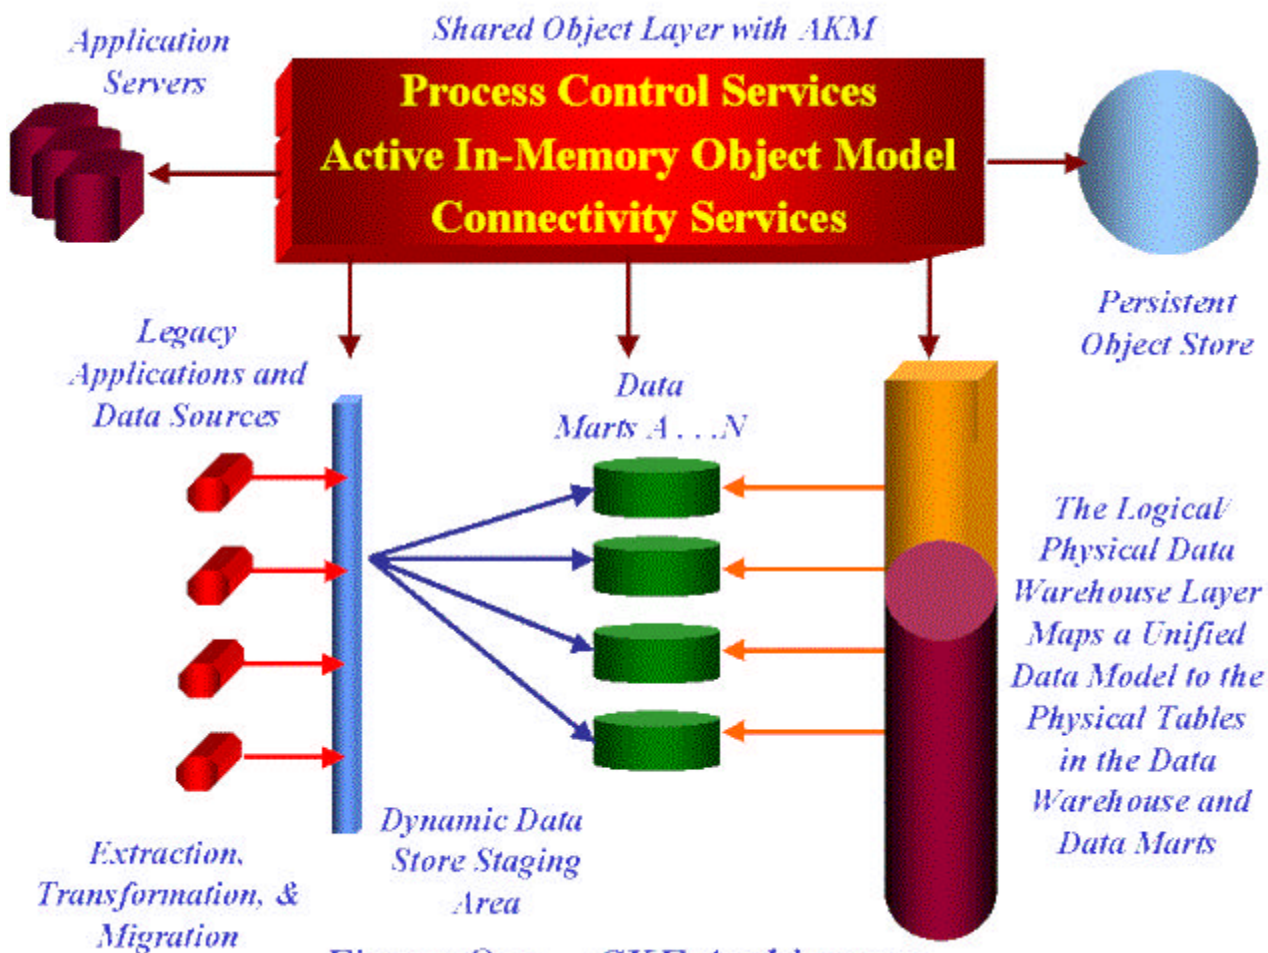 Shared Object Layer with AKM
Application
Servers
Process Control Services
Active In-Memory Object Model
Connectivity Services
Persistent
Object Store
Legacy
Applications and
Data Sources
Data
Marts A . . .N
The Logical/
Physical Data
Warehouse Layer
Maps a Unified
Data Model to the
Physical Tables
in the Data
Warehouse and
Data Marts
Dynamic Data
Store Staging
Area
Extraction,
Transformation, &
Migration